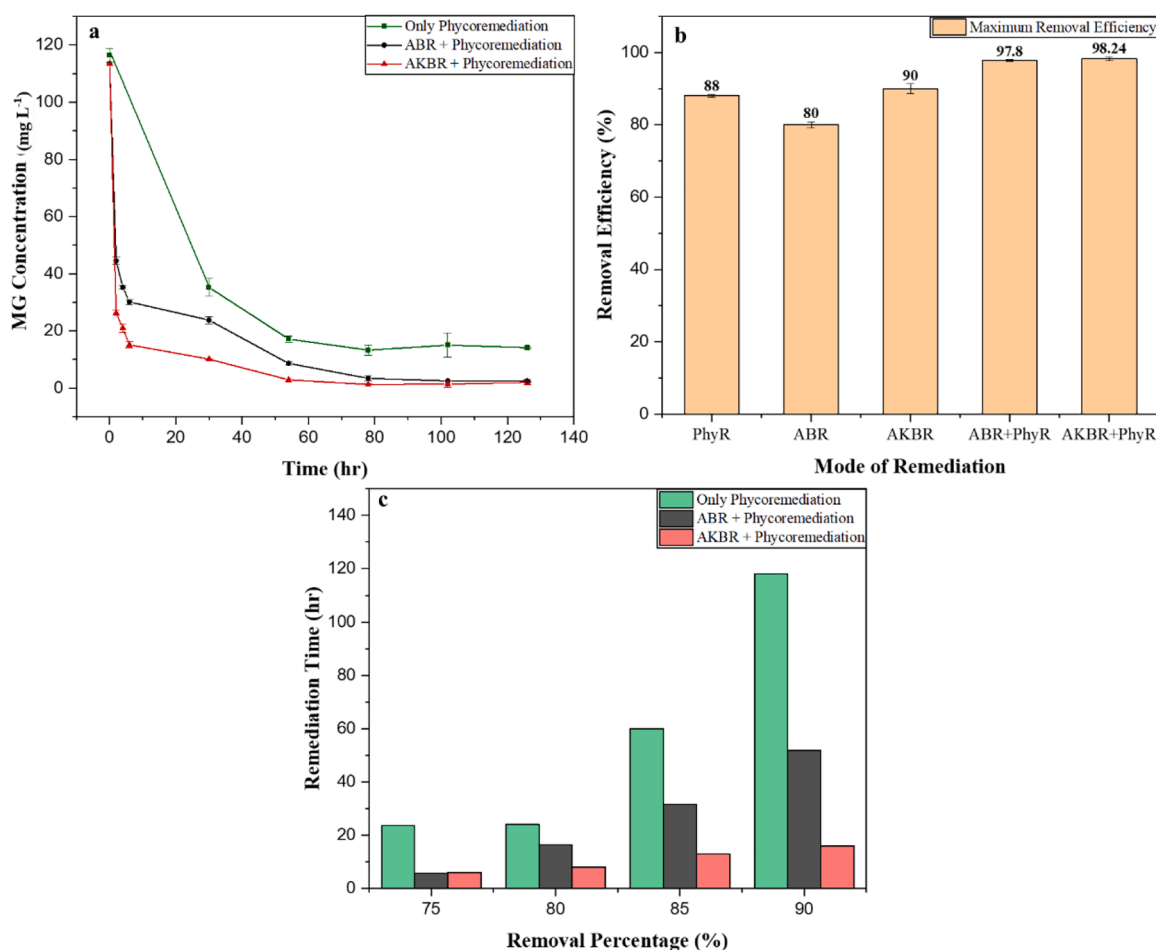 a
Only Phycoremediation
ABR + Phycoremediation
AKBR + Phycoremediation
MG Concentration (mg L⁻¹)
120
100
80
60
40
20
0
0 20 40 60 80 100 120 140
Time (hr)
b
Maximum Removal Efficiency
Removal Efficiency (%)
100
80
60
40
20
0
88
80
90
97.8
98.24
PhyR ABR AKBR ABR+PhyR AKBR+PhyR
Mode of Remediation
c
Only Phycoremediation
ABR + Phycoremediation
AKBR + Phycoremediation
Remediation Time (hr)
140
120
100
80
60
40
20
0
75 80 85 90
Removal Percentage (%)